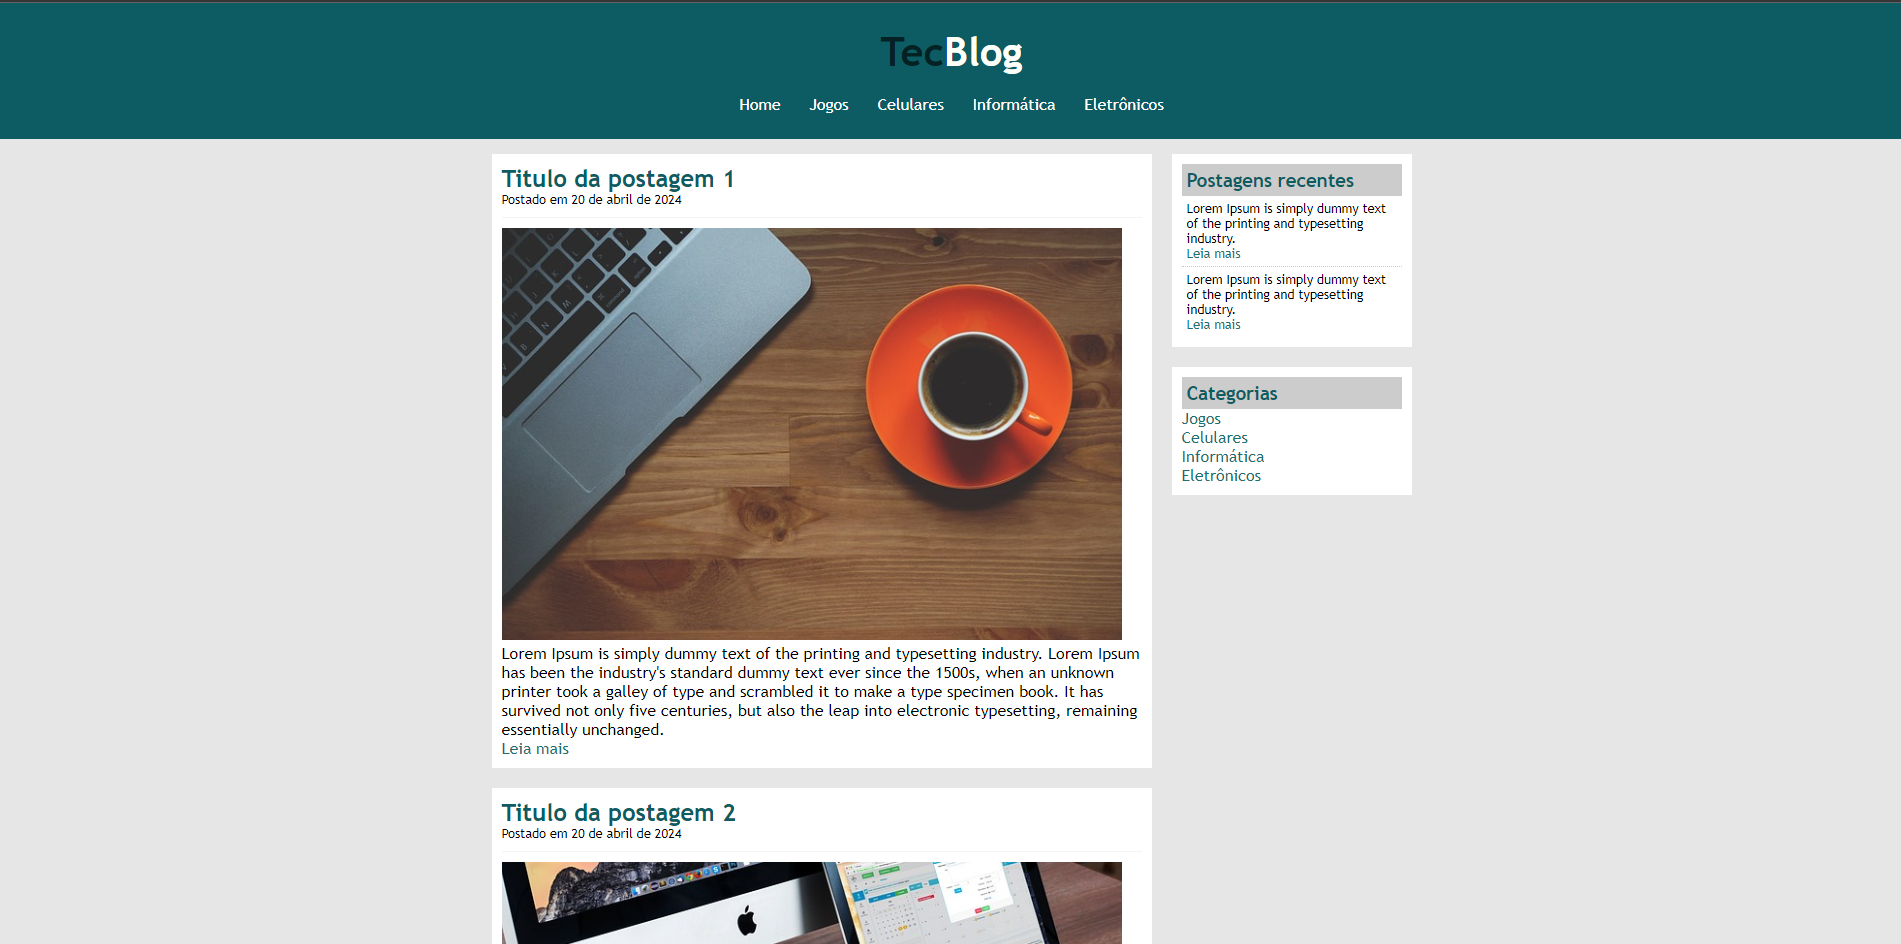 TecBlog
Home Jogos Celulares Informática Eletrônicos
Titulo da postagem 1
Postado em 20 de abril de 2024
Lorem Ipsum is simply dummy text of the printing and typesetting industry. Lorem Ipsum
has been the industry's standard dummy text ever since the 1500s, when an unknown
printer took a galley of type and scrambled it to make a type specimen book. It has
survived not only five centuries, but also the leap into electronic typesetting, remaining
essentially unchanged.
Leia mais
Titulo da postagem 2
Postado em 20 de abril de 2024
Postagens recentes
Lorem Ipsum is simply dummy text
of the printing and typesetting
industry.
Leia mais
Lorem Ipsum is simply dummy text
of the printing and typesetting
industry.
Leia mais
Categorias
Jogos
Celulares
Informática
Eletrônicos